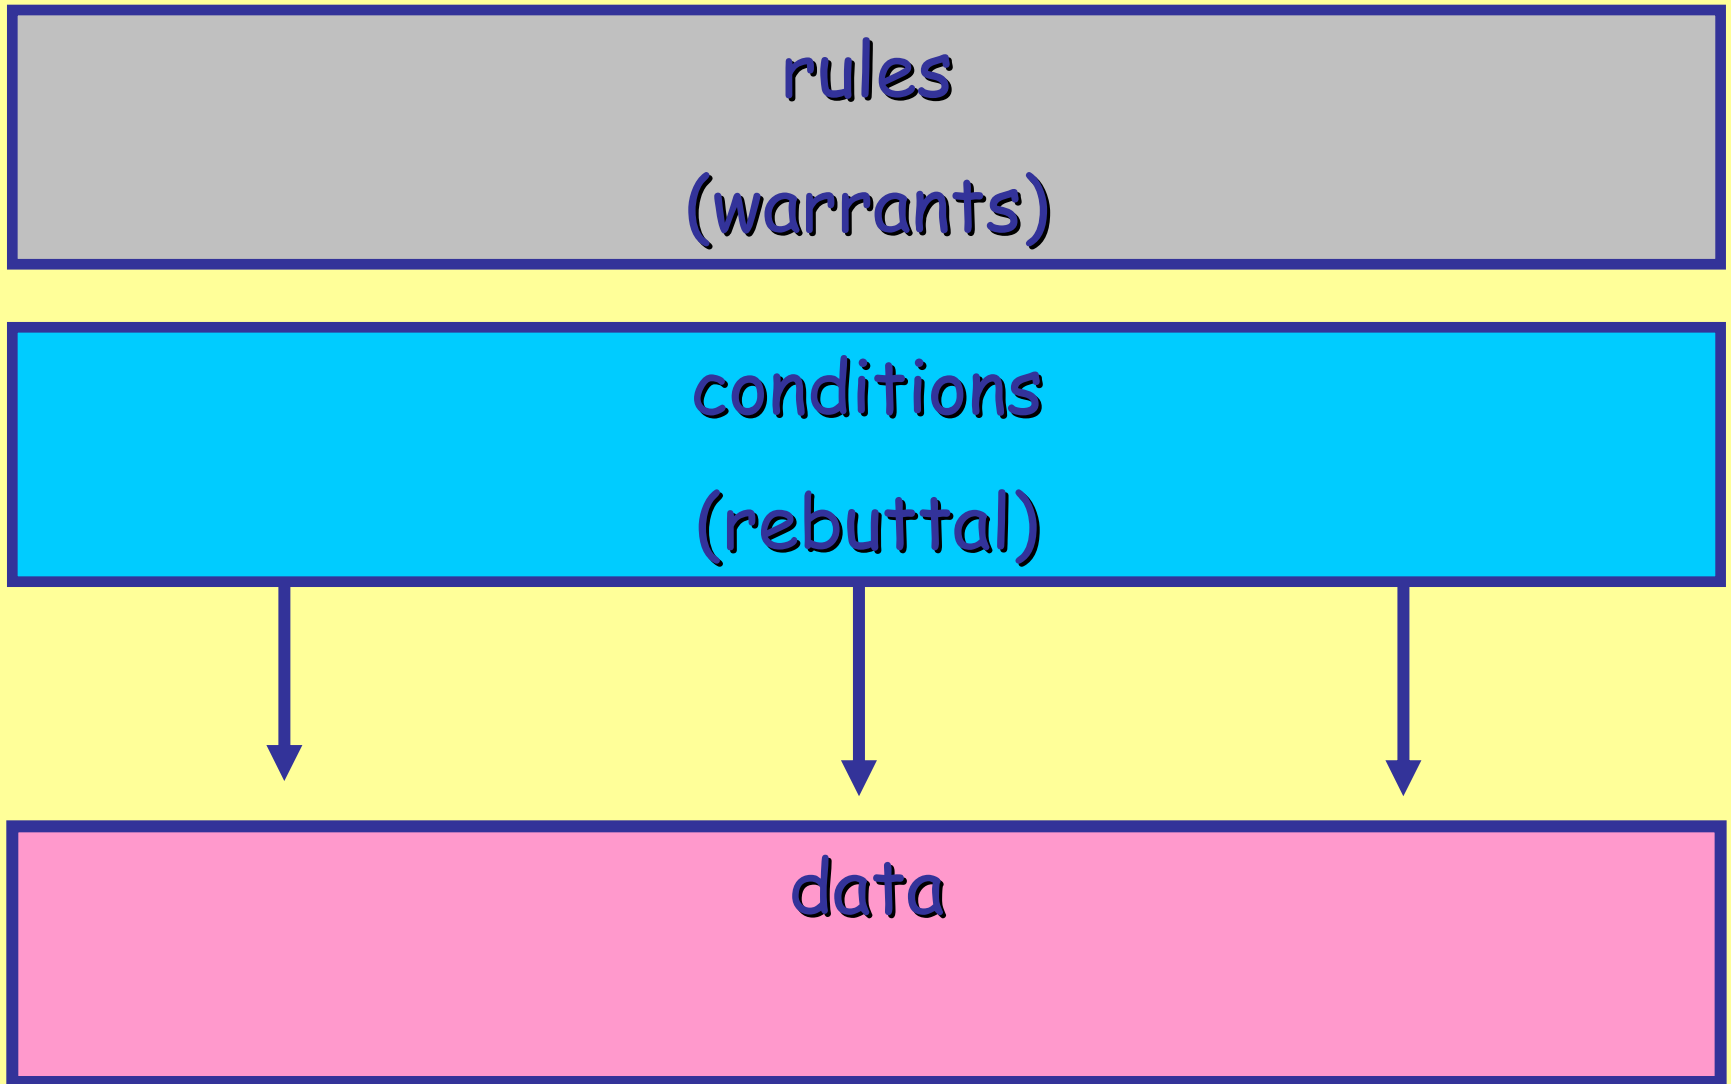 rules
(warrants)
conditions
(rebuttal)
data